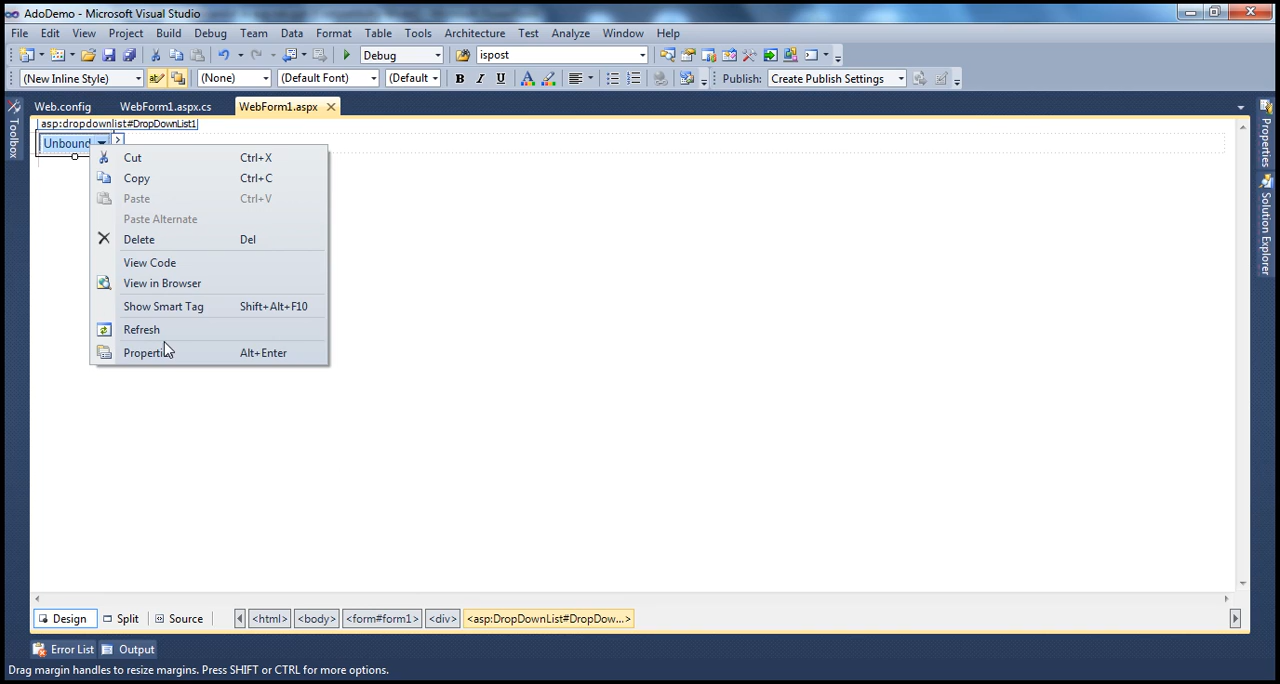 AdoDemo - Microsoft Visual Studio
File Edit View Project Build Debug Team Data Format Table Tools Architecture Test Analyze Window Help
Debug ispost
(New Inline Style) (None) (Default Font) (Default B I U A Publish: Create Publish Settings
Web.config WebForm1.aspx.cs WebForm1.aspx
asp:dropdownlist#DropDownList1
Unbound
Cut Ctrl+X
Copy Ctrl+C
Paste Ctrl+V
Paste Alternate
Delete Del
View Code
View in Browser
Show Smart Tag Shift+Alt+F10
Refresh
Properties Alt+Enter
Toolbox
Properties
Solution Explorer
Design Split Source <html> <body> <form#form1> <div> <asp:DropDownList#DropDow...>
Error List Output
Drag margin handles to resize margins. Press SHIFT or CTRL for more options.